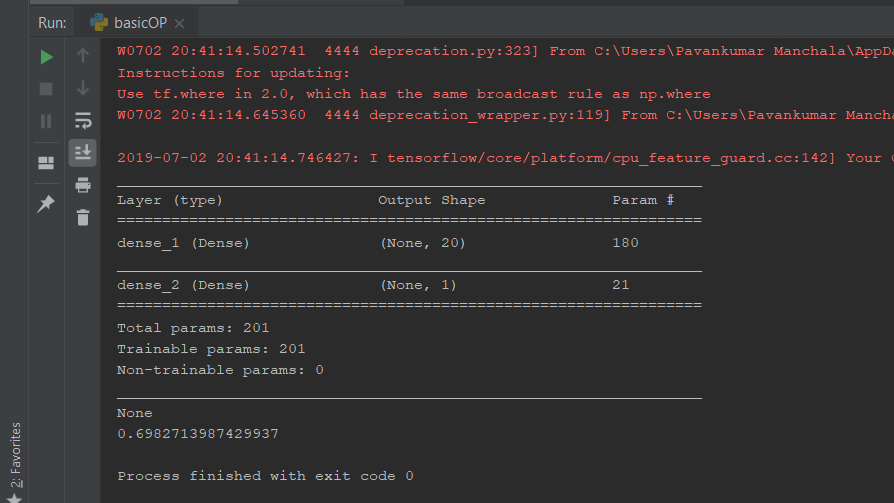 Run: basicOP
W0702 20:41:14.502741 4444 deprecation.py:323] From C:\Users\Pavankumar Manchala\AppDa
Instructions for updating:
Use tf.where in 2.0, which has the same broadcast rule as np.where
W0702 20:41:14.645360 4444 deprecation_wrapper.py:119] From C:\Users\Pavankumar Mancha
2019-07-02 20:41:14.746427: I tensorflow/core/platform/cpu_feature_guard.cc:142] Your C
_________________________________________________________________
Layer (type) Output Shape Param #
=================================================================
dense_1 (Dense) (None, 20) 180
_________________________________________________________________
dense_2 (Dense) (None, 1) 21
=================================================================
Total params: 201
Trainable params: 201
Non-trainable params: 0
_________________________________________________________________
None
0.6982713987429937
Process finished with exit code 0
2: Favorites